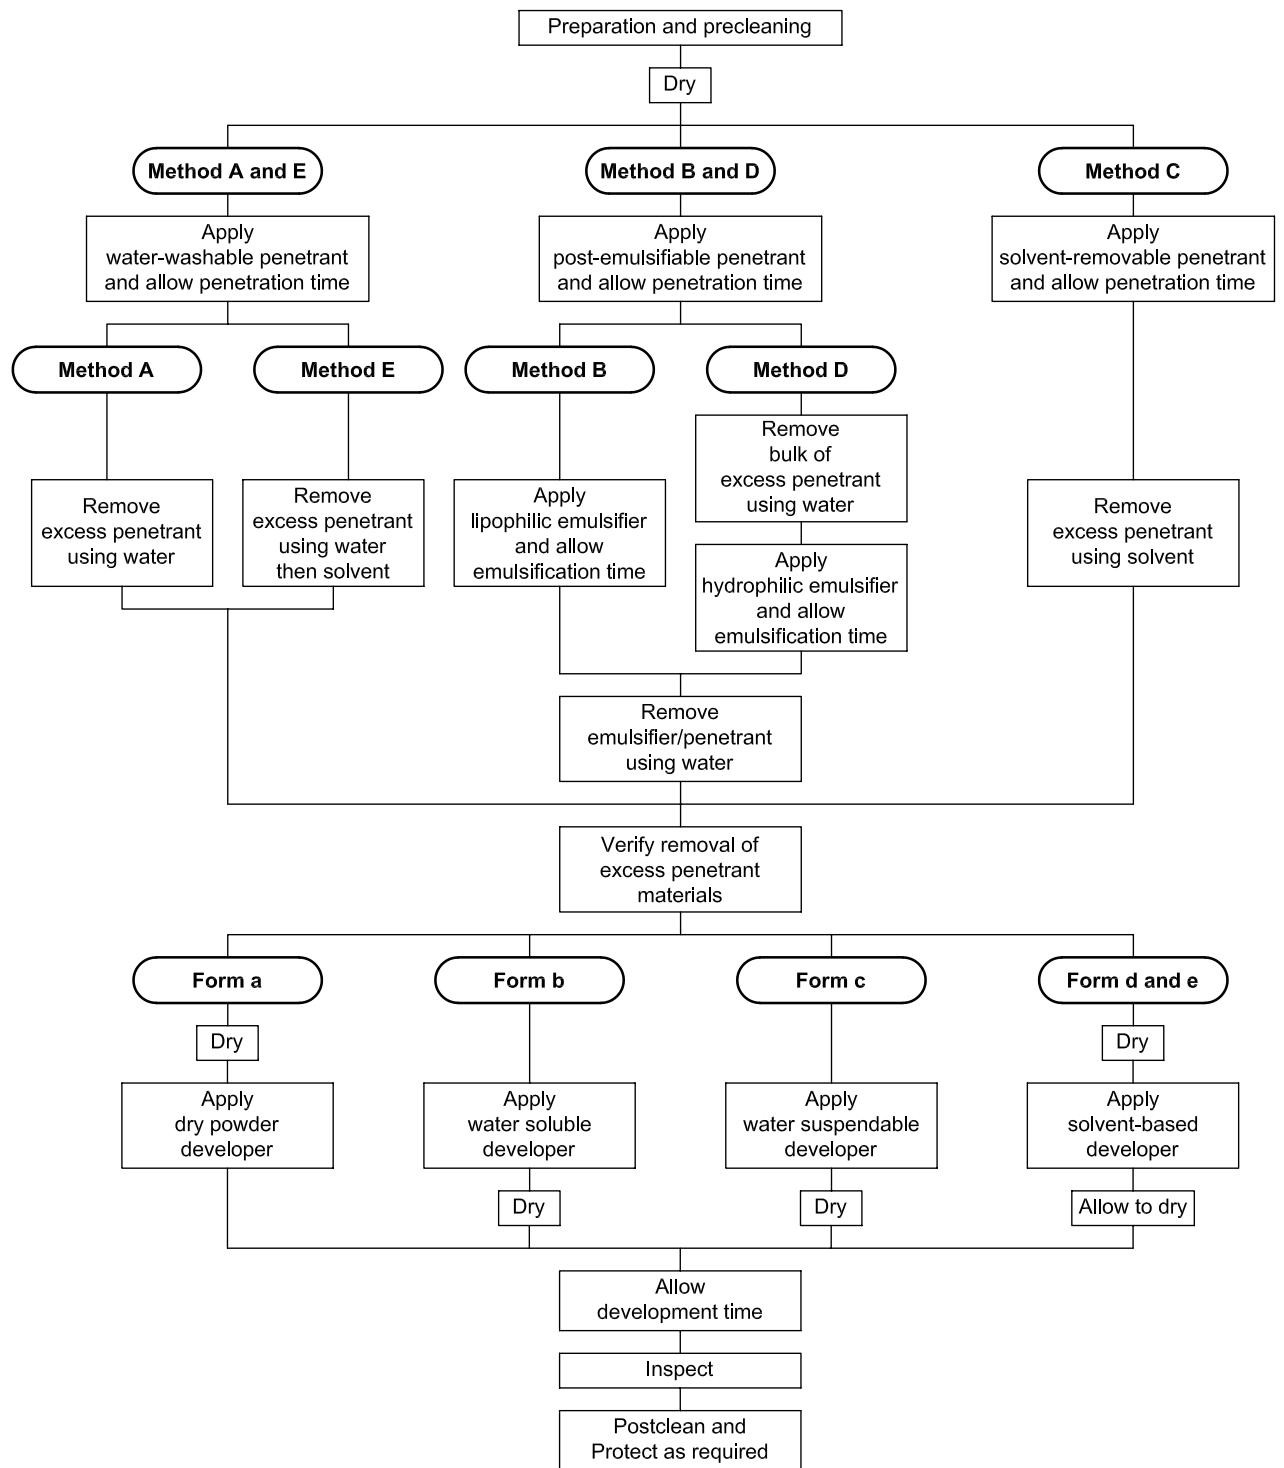 Preparation and precleaning
Dry
Method A and E
Method B and D
Method C
Apply
water-washable penetrant
and allow penetration time
Apply
post-emulsifiable penetrant
and allow penetration time
Apply
solvent-removable penetrant
and allow penetration time
Method A
Method E
Method B
Method D
Remove
bulk of
excess penetrant
using water
Remove
excess penetrant
using water
Remove
excess penetrant
using water
then solvent
Apply
lipophilic emulsifier
and allow
emulsification time
Apply
hydrophilic emulsifier
and allow
emulsification time
Remove
excess penetrant
using solvent
Remove
emulsifier/penetrant
using water
Verify removal of
excess penetrant
materials
Form a
Form b
Form c
Form d and e
Dry
Dry
Apply
dry powder
developer
Apply
water soluble
developer
Apply
water suspendable
developer
Apply
solvent-based
developer
Dry
Dry
Allow to dry
Allow
development time
Inspect
Postclean and
Protect as required